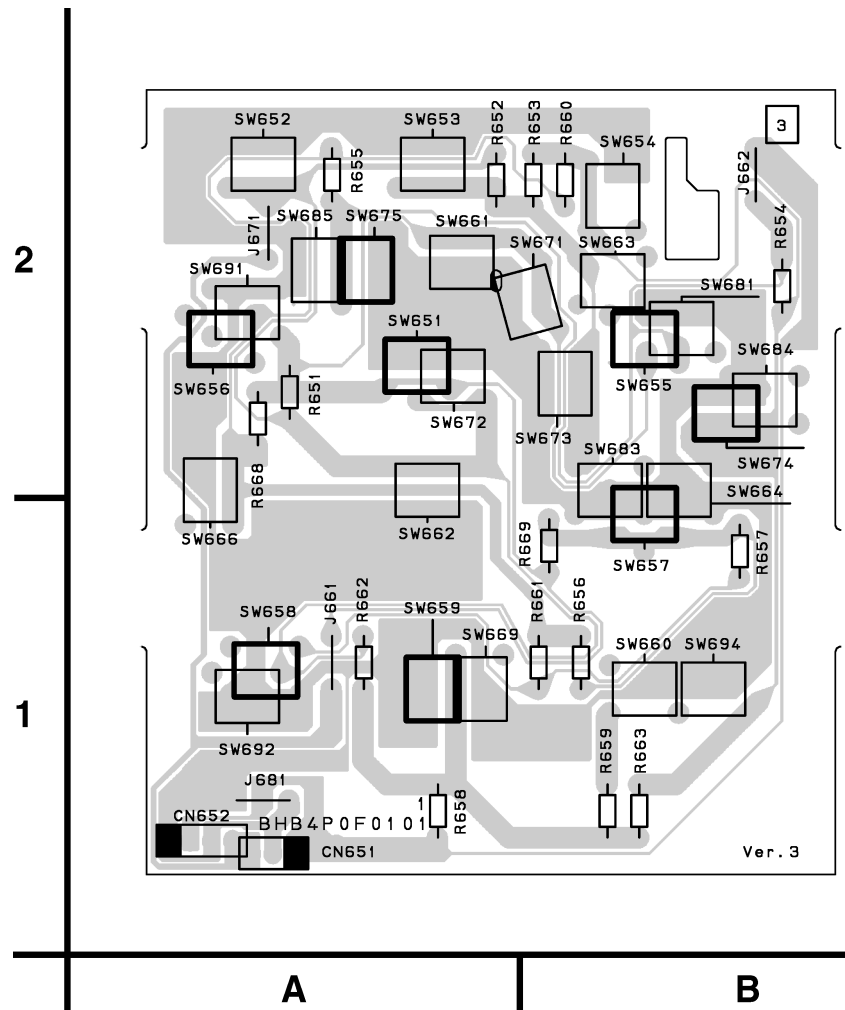 SW652
SW653
R652
R653
R660
3
SW654
R655
J662
SW685
SW675
SW661
J671
SW671
SW663
R654
SW691
SW681
2
SW651
SW684
SW656
R651
SW655
SW672
SW673
SW683
SW674
R668
SW664
SW666
SW662
R669
SW657
R657
SW658
J661
R662
SW659
SW669
R661
R656
SW660
SW694
1
SW692
R659
R663
J681
1
R658
CN652
BHB4P0F0101
CN651
Ver.3
A
B